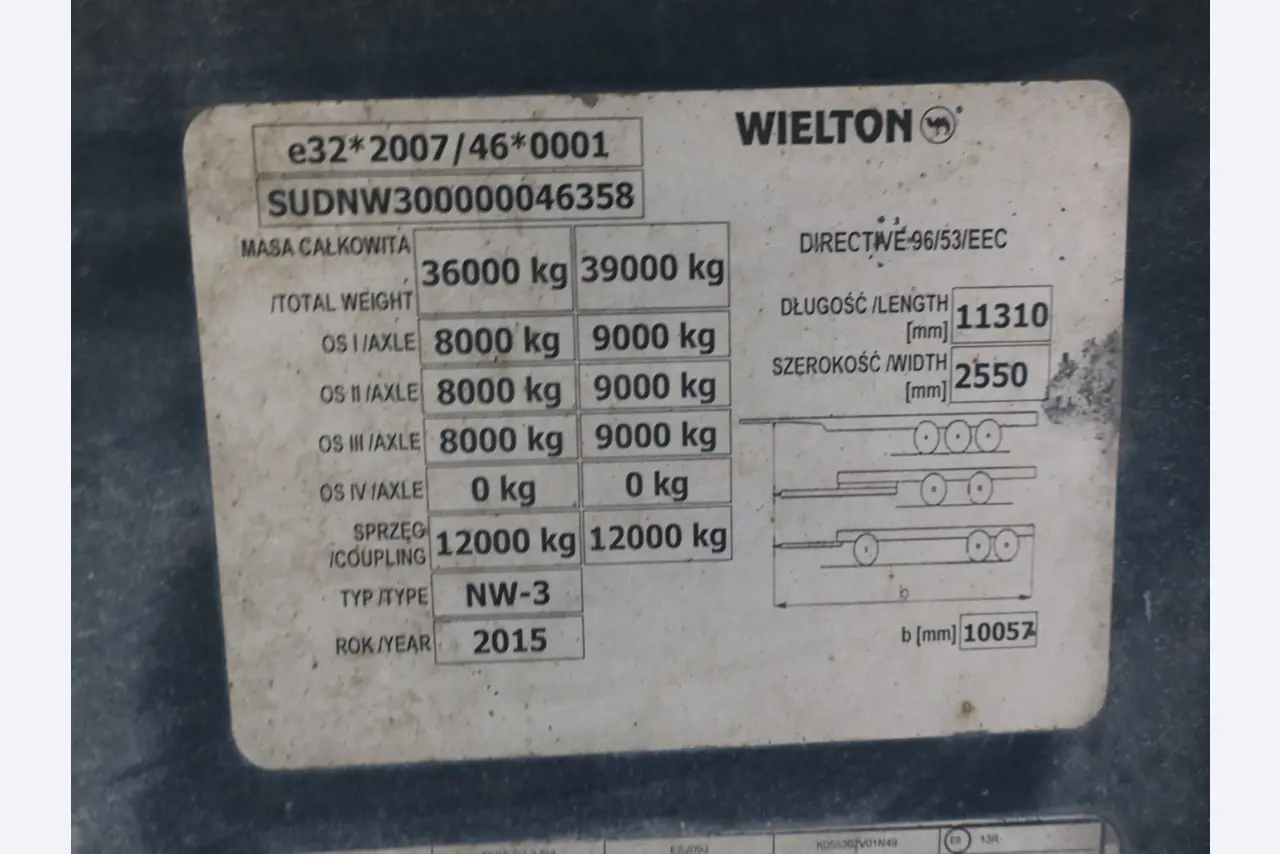 WIELTON
e32*2007/46*0001
SUDNW300000046358
MASA CAŁKOWITA
/TOTAL WEIGHT
36000 kg 39000 kg
OS I /AXLE 8000 kg 9000 kg
OS II /AXLE 8000 kg 9000 kg
OS III /AXLE 8000 kg 9000 kg
OS IV /AXLE 0 kg 0 kg
SPRZĘG
/COUPLING 12000 kg 12000 kg
TYP /TYPE NW-3
ROK /YEAR 2015
DIRECTIVE 96/53/EEC
DŁUGOŚĆ /LENGTH
[mm] 11310
SZEROKOŚĆ /WIDTH
[mm] 2550
b
b [mm] 10057
13R